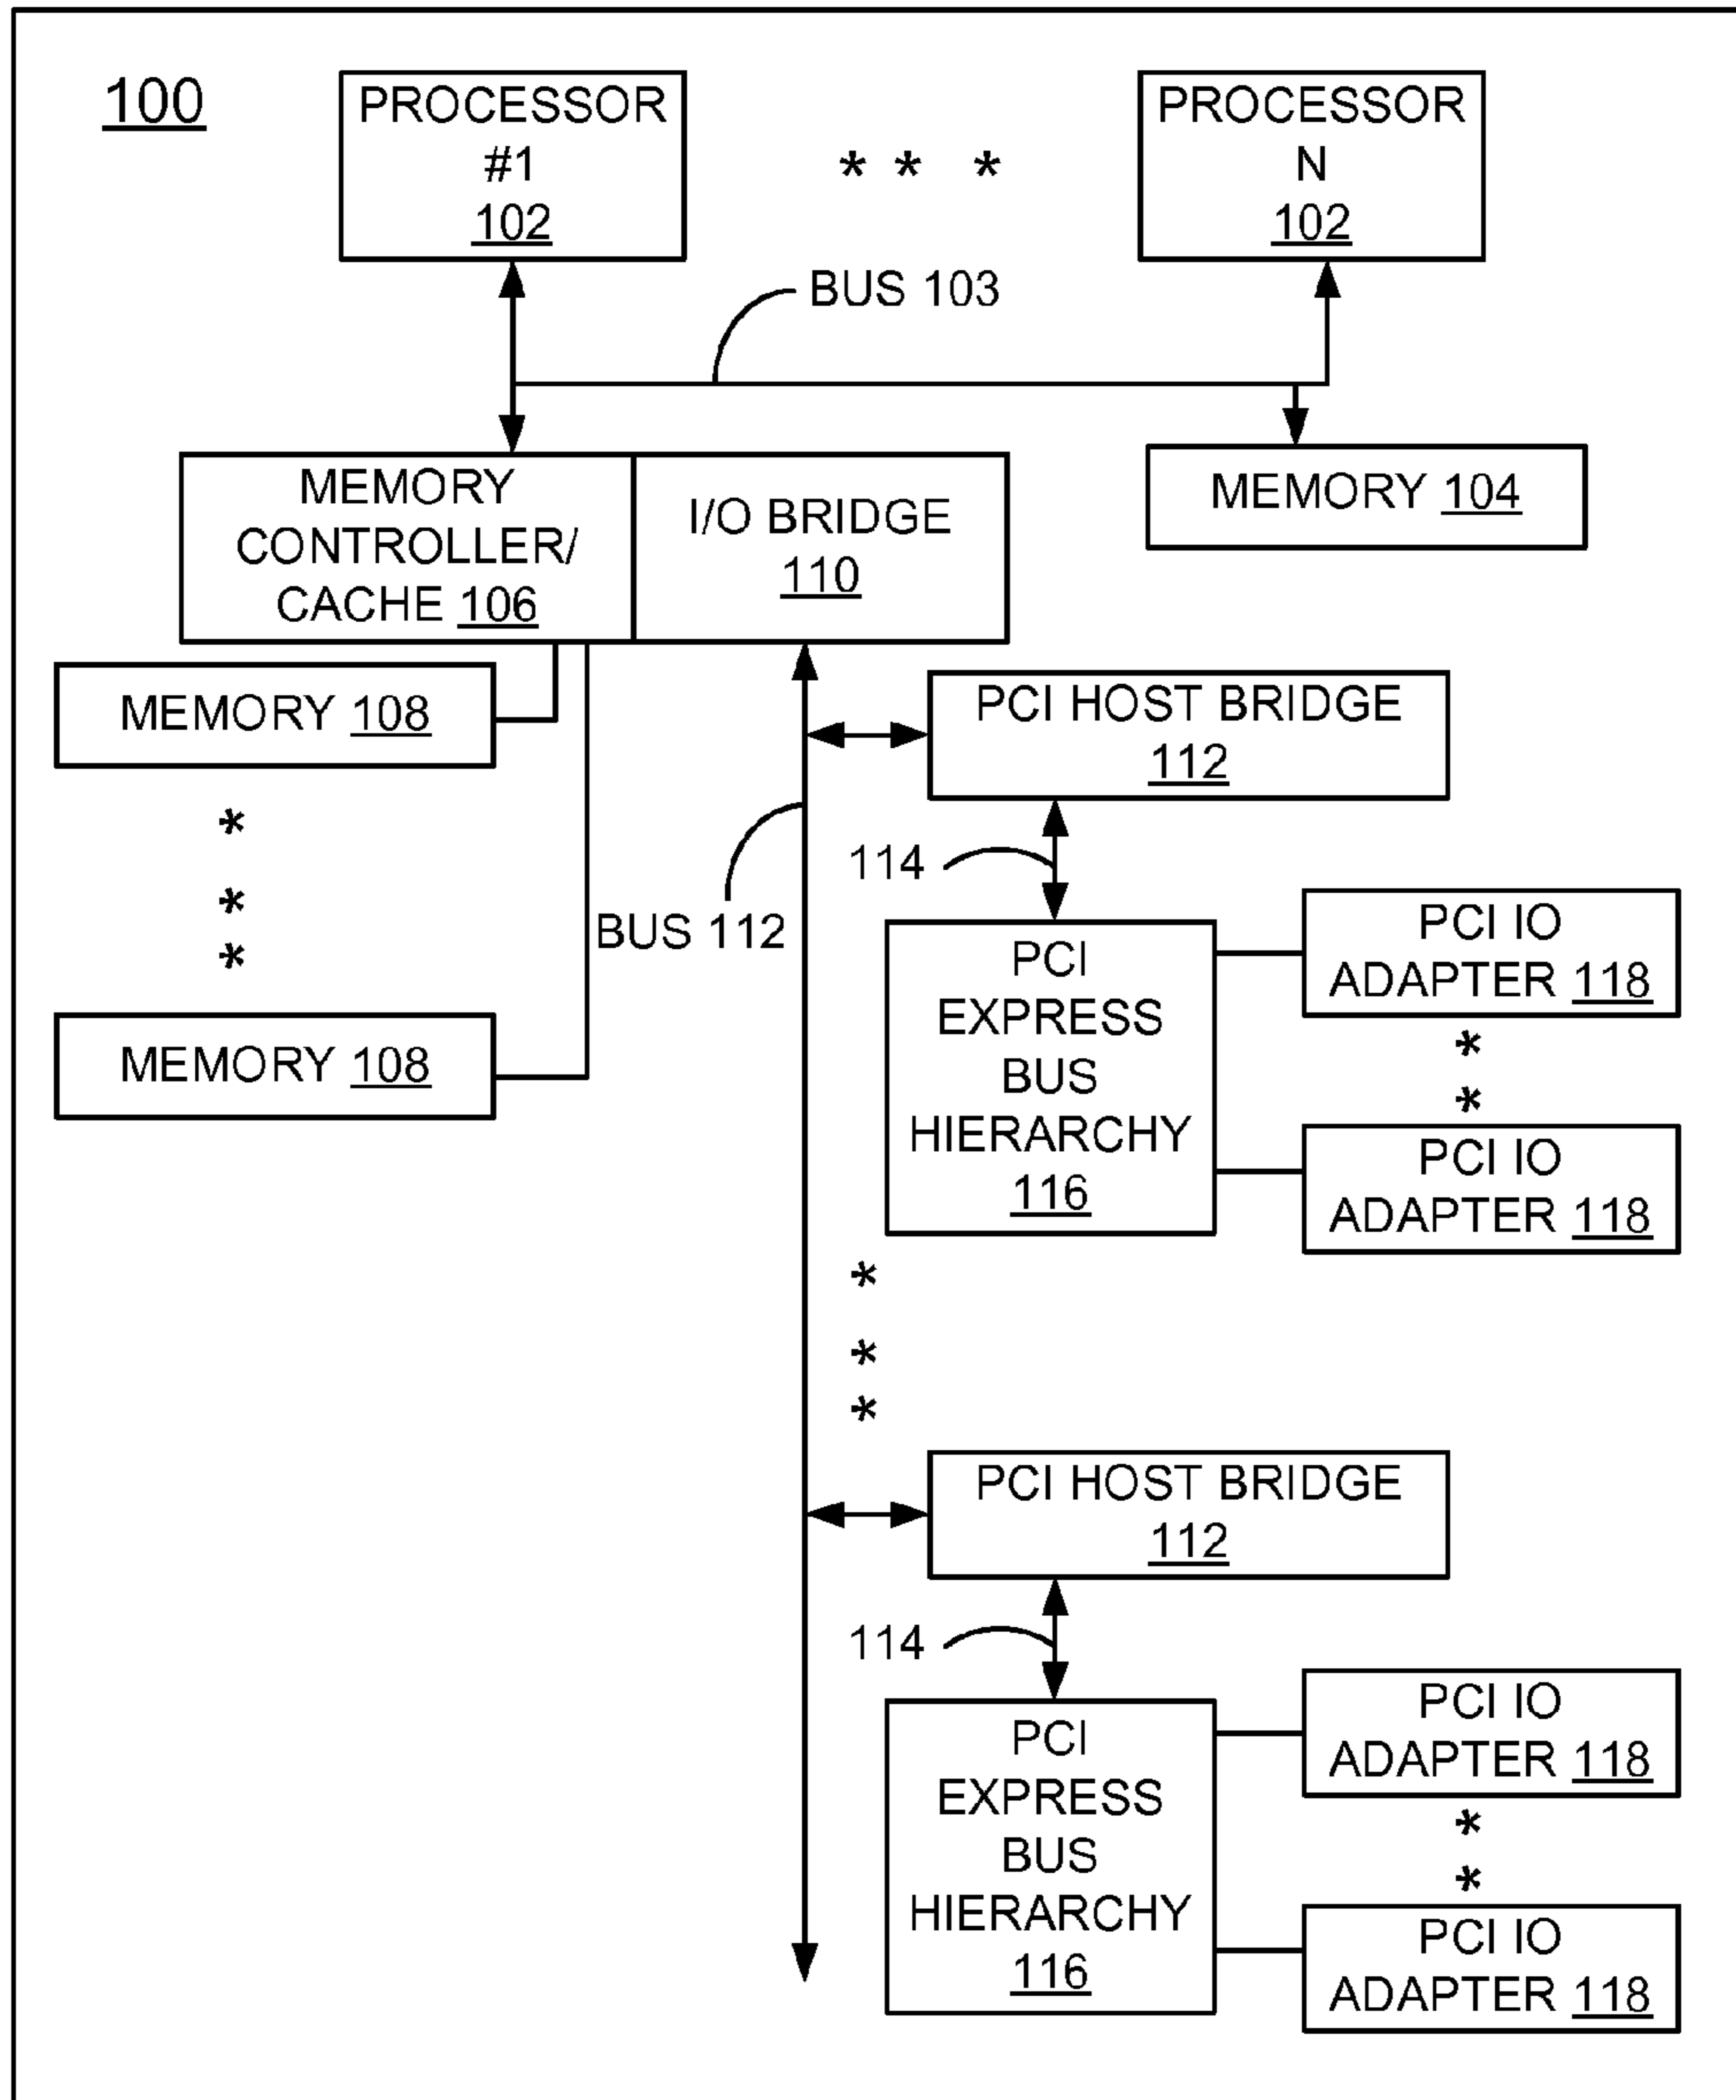 100
PROCESSOR
#1
102
* * *
PROCESSOR
N
102
BUS 103
MEMORY
CONTROLLER/
CACHE 106
I/O BRIDGE
110
MEMORY 104
MEMORY 108
*
*
*
MEMORY 108
BUS 112
PCI HOST BRIDGE
112
114
PCI
EXPRESS
BUS
HIERARCHY
116
PCI IO
ADAPTER 118
*
*
PCI IO
ADAPTER 118
*
*
*
PCI HOST BRIDGE
112
114
PCI
EXPRESS
BUS
HIERARCHY
116
PCI IO
ADAPTER 118
*
*
PCI IO
ADAPTER 118